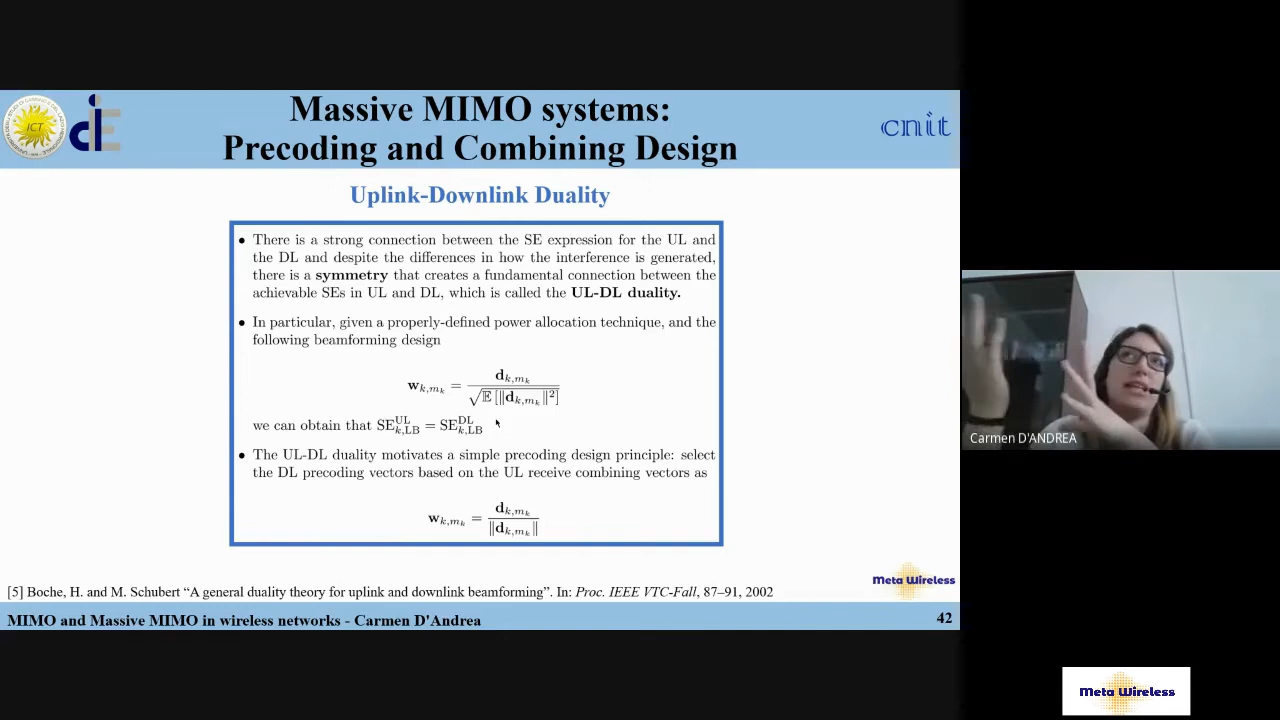 Massive MIMO systems:
Precoding and Combining Design
ICT
cnit
Uplink-Downlink Duality
• There is a strong connection between the SE expression for the UL and
the DL and despite the differences in how the interference is generated,
there is a symmetry that creates a fundamental connection between the
achievable SEs in UL and DL, which is called the UL-DL duality.
• In particular, given a properly-defined power allocation technique, and the
following beamforming design
w_{k,m_k} = d_{k,m_k} / √(𝔼[‖d_{k,m_k}‖²])
we can obtain that SE^{UL}_{k,LB} = SE^{DL}_{k,LB}
• The UL-DL duality motivates a simple precoding design principle: select
the DL precoding vectors based on the UL receive combining vectors as
w_{k,m_k} = d_{k,m_k} / ‖d_{k,m_k}‖
Meta Wireless
[5] Boche, H. and M. Schubert “A general duality theory for uplink and downlink beamforming”. In: Proc. IEEE VTC-Fall, 87–91, 2002
MIMO and Massive MIMO in wireless networks - Carmen D'Andrea
42
Carmen D'ANDREA
Meta Wireless